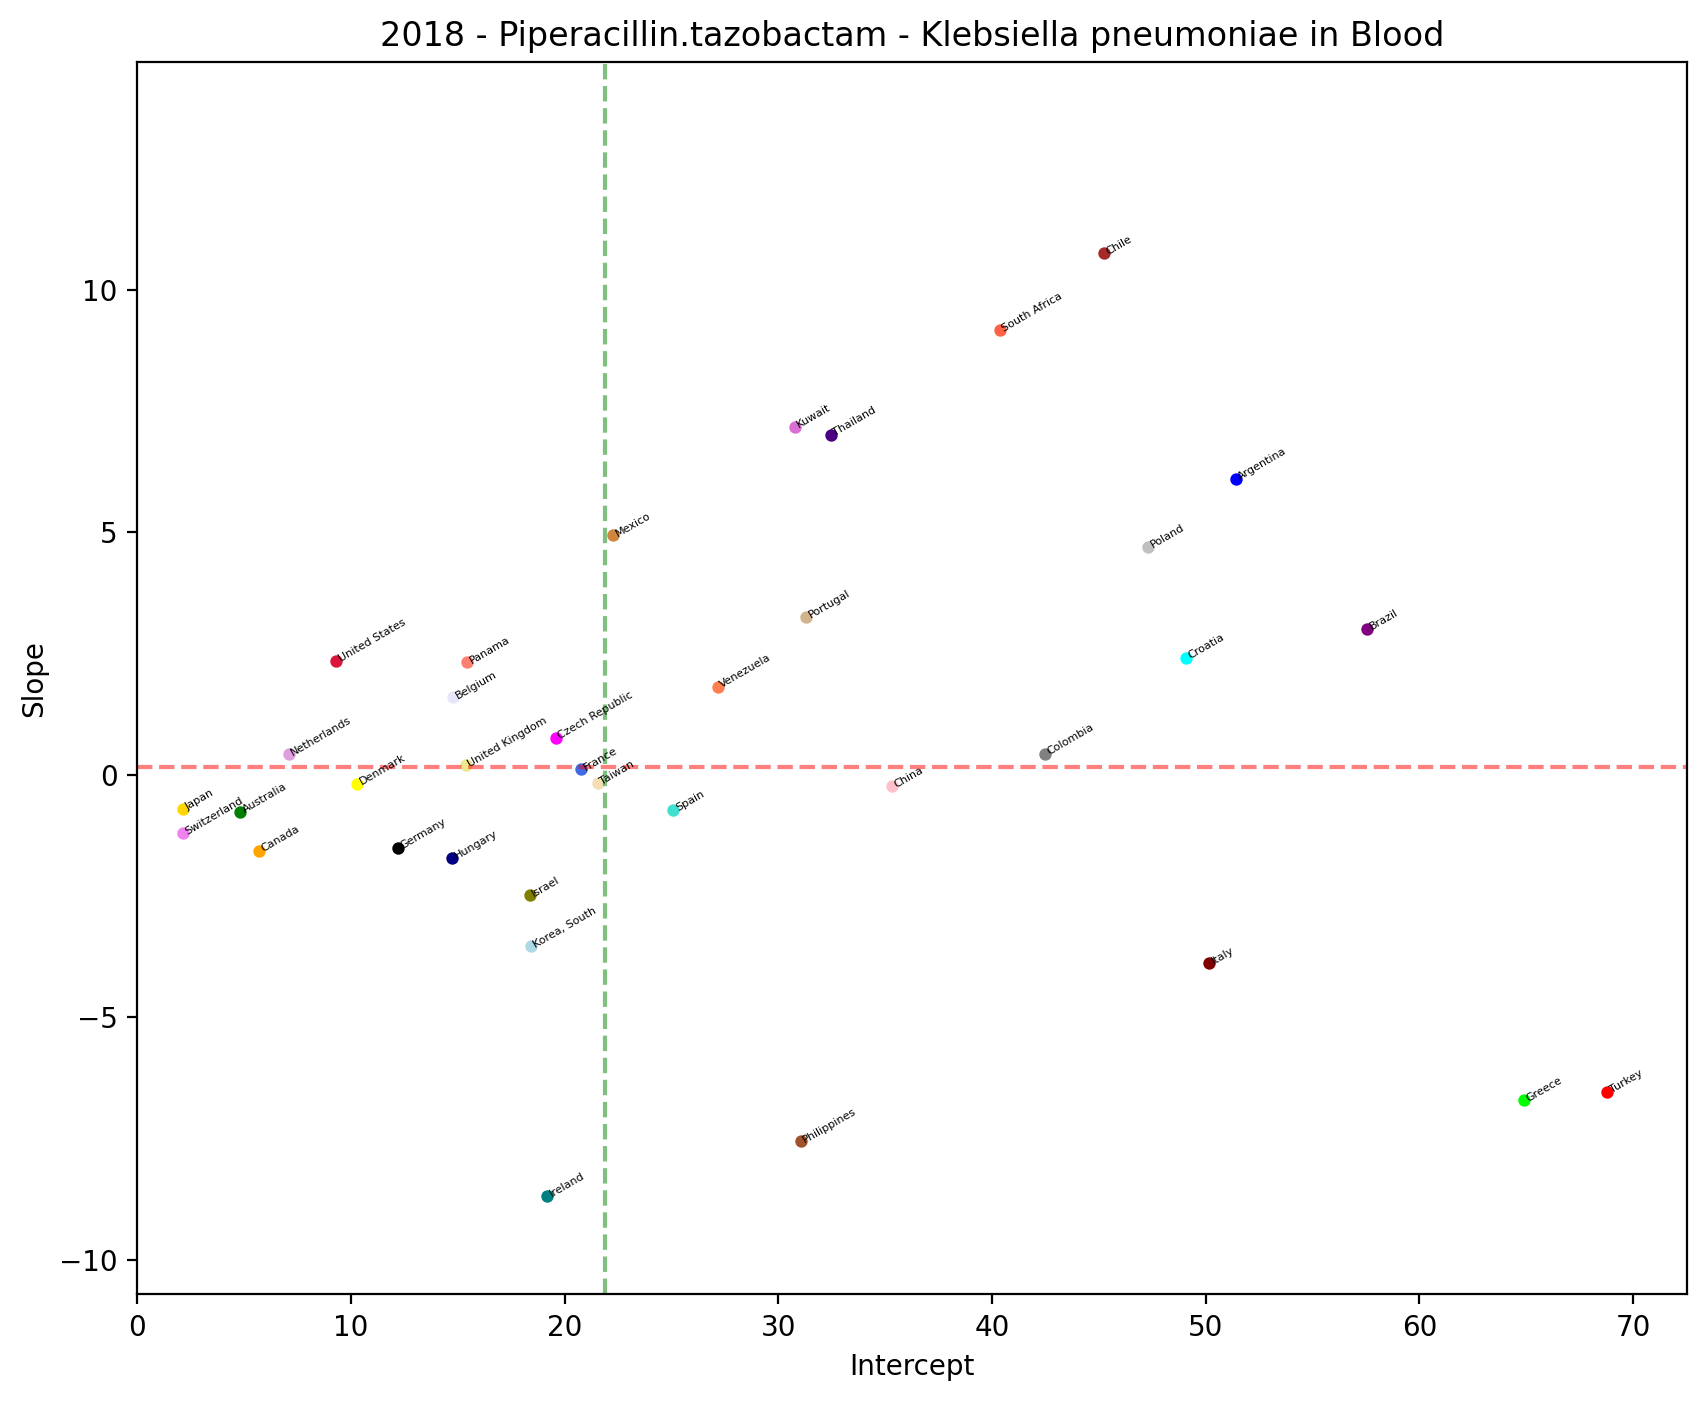 2018 - Piperacillin.tazobactam - Klebsiella pneumoniae in Blood
Chile
10
South Africa
Kuwait
Thailand
Argentina
5
Mexico
Poland
Portugal
Brazil
United States
Panama
Croatia
Slope
Belgium
Venezuela
Czech Republic
Netherlands
United Kingdom
Colombia
0
Denmark
France
Taiwan
China
Japan
Switzerland
Australia
Spain
Canada
Germany
Hungary
Israel
Korea, South
Italy
−5
Greece
Turkey
Philippines
Ireland
−10
0 10 20 30 40 50 60 70
Intercept